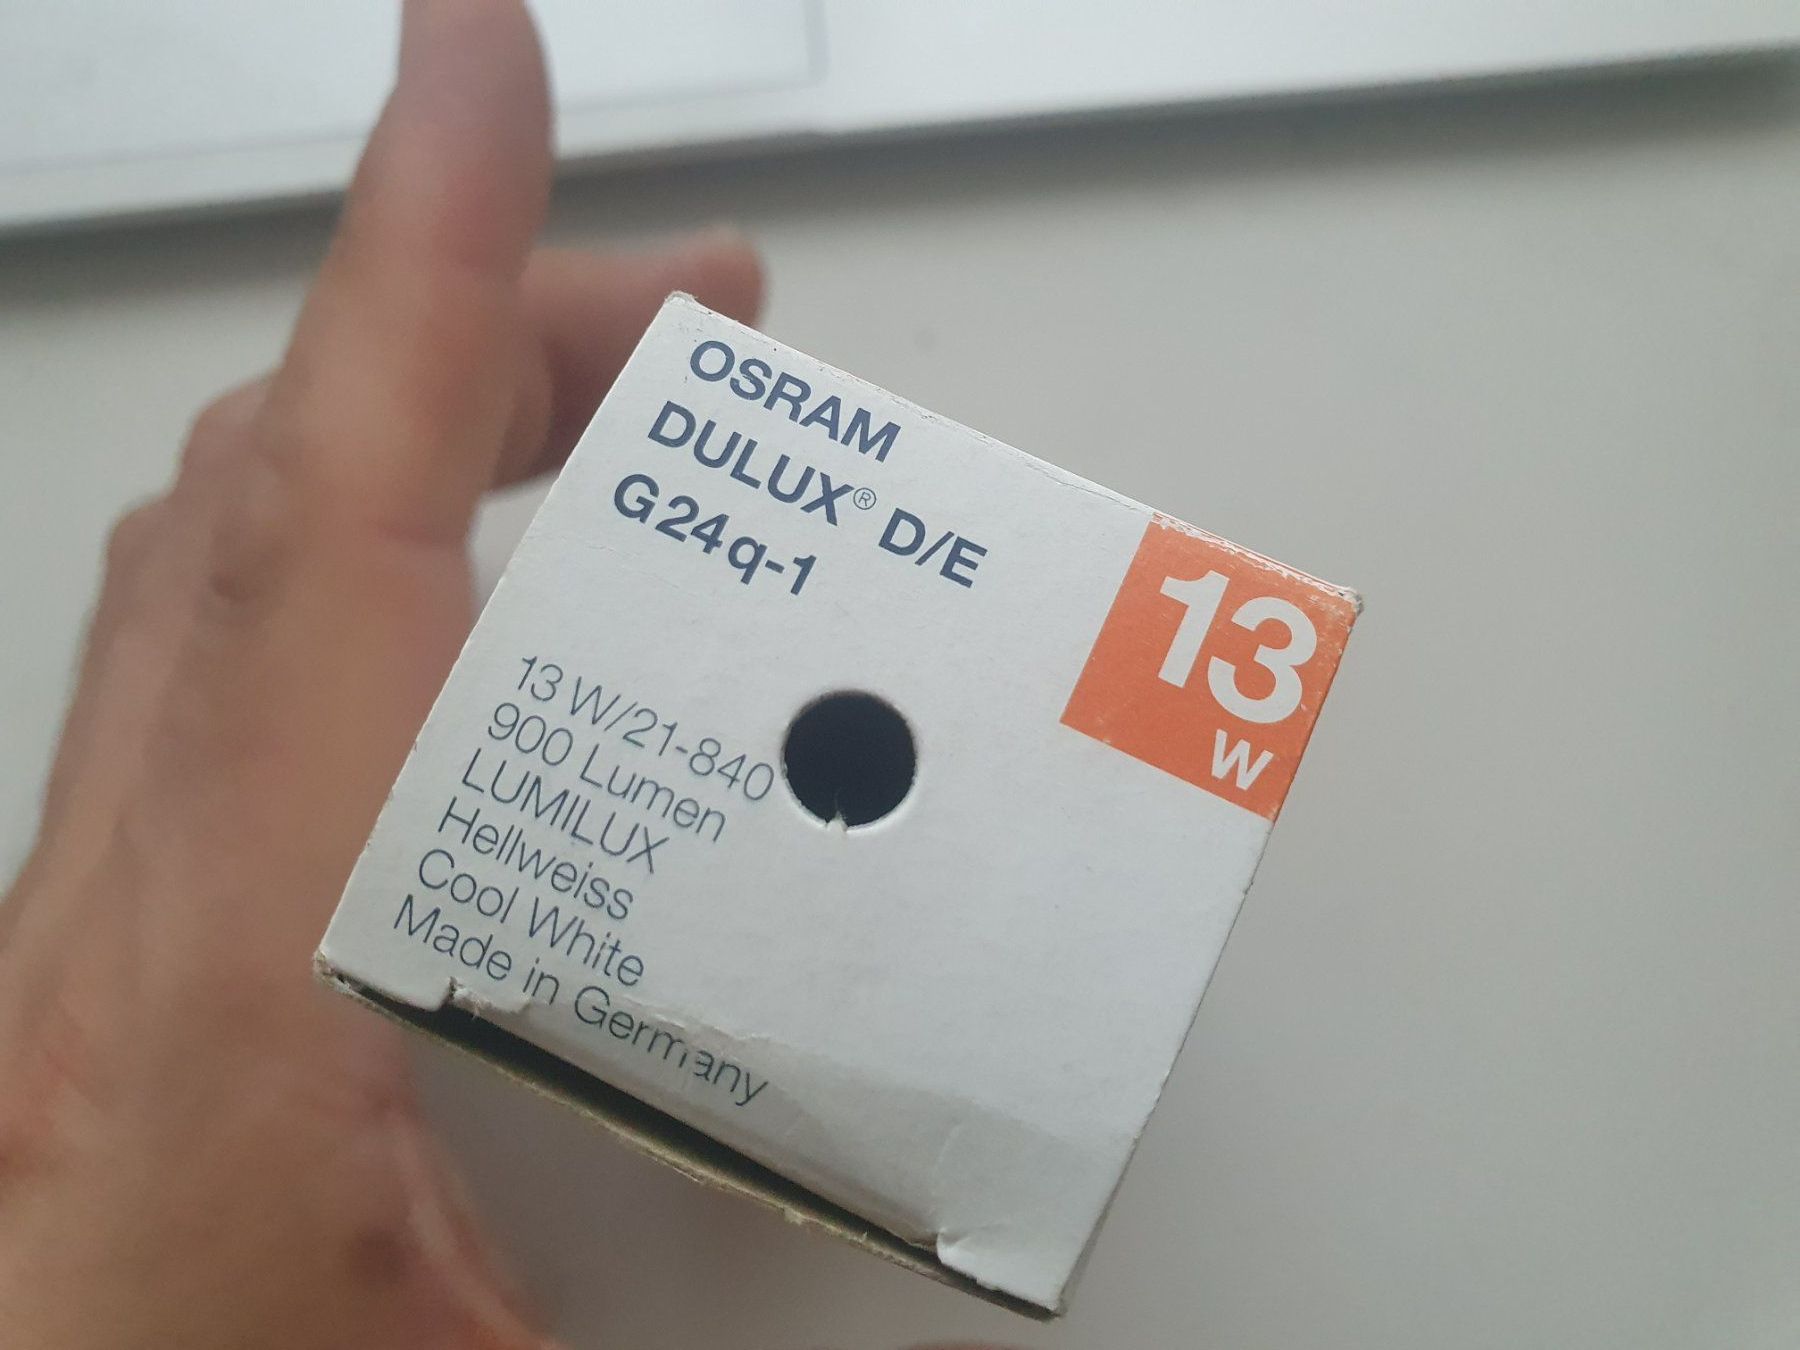 OSRAM
DULUX® D/E
G24q-1
13
W
13 W/21-840
900 Lumen
LUMILUX
Hellweiss
Cool White
Made in Germany